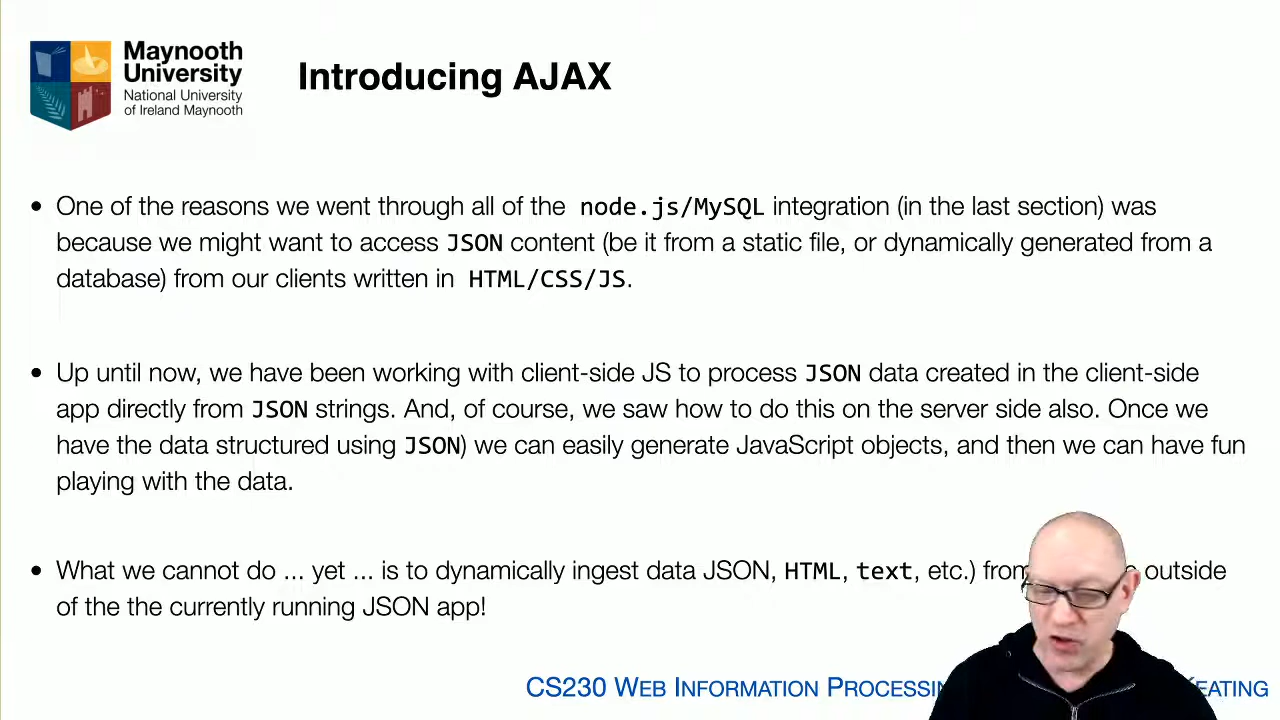 Maynooth
University
National University
of Ireland Maynooth
Introducing AJAX
• One of the reasons we went through all of the node.js/MySQL integration (in the last section) was
because we might want to access JSON content (be it from a static file, or dynamically generated from a
database) from our clients written in HTML/CSS/JS.
• Up until now, we have been working with client-side JS to process JSON data created in the client-side
app directly from JSON strings. And, of course, we saw how to do this on the server side also. Once we
have the data structured using JSON) we can easily generate JavaScript objects, and then we can have fun
playing with the data.
• What we cannot do ... yet ... is to dynamically ingest data JSON, HTML, text, etc.) from outside
of the the currently running JSON app!
CS230 WEB INFORMATION